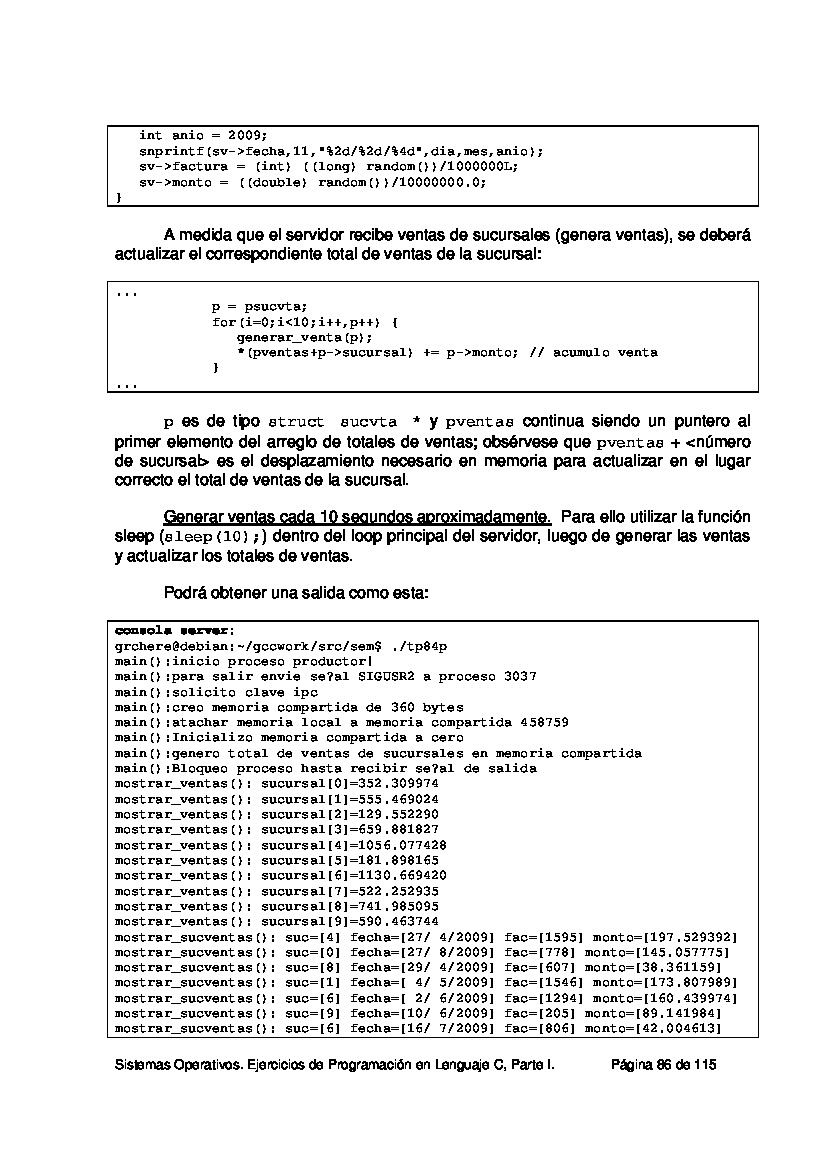 int anio = 2009;
snprintf(sv->fecha,11,"%2d/%2d/%4d",dia,mes,anio);
sv->factura = (int) ((long) random())/1000000L;
sv->monto = ((double) random())/10000000.0;
}
A medida que el servidor recibe ventas de sucursales (genera ventas), se deberá
actualizar el correspondiente total de ventas de la sucursal:
...
p = psucvta;
for(i=0;i<10;i++,p++) {
generar_venta(p);
*(pventas+p->sucursal) += p->monto; // acumulo venta
}
...
p es de tipo struct sucvta * y pventas continua siendo un puntero al
primer elemento del arreglo de totales de ventas; obsérvese que pventas + <número
de sucursal> es el desplazamiento necesario en memoria para actualizar en el lugar
correcto el total de ventas de la sucursal.
Generar ventas cada 10 segundos aproximadamente. Para ello utilizar la función
sleep (sleep(10);) dentro del loop principal del servidor, luego de generar las ventas
y actualizar los totales de ventas.
Podrá obtener una salida como esta:
consola server:
grchere@debian:~/gccwork/src/sem$ ./tp84p
main():inicio proceso productor!
main():para salir envie se?al SIGUSR2 a proceso 3037
main():solicito clave ipc
main():creo memoria compartida de 360 bytes
main():atachar memoria local a memoria compartida 458759
main():Inicializo memoria compartida a cero
main():genero total de ventas de sucursales en memoria compartida
main():Bloqueo proceso hasta recibir se?al de salida
mostrar_ventas(): sucursal[0]=352.309974
mostrar_ventas(): sucursal[1]=555.469024
mostrar_ventas(): sucursal[2]=129.552290
mostrar_ventas(): sucursal[3]=659.881827
mostrar_ventas(): sucursal[4]=1056.077428
mostrar_ventas(): sucursal[5]=181.898165
mostrar_ventas(): sucursal[6]=1130.669420
mostrar_ventas(): sucursal[7]=522.252935
mostrar_ventas(): sucursal[8]=741.985095
mostrar_ventas(): sucursal[9]=590.463744
mostrar_sucventas(): suc=[4] fecha=[27/ 4/2009] fac=[1595] monto=[197.529392]
mostrar_sucventas(): suc=[0] fecha=[27/ 8/2009] fac=[778] monto=[145.057775]
mostrar_sucventas(): suc=[8] fecha=[29/ 4/2009] fac=[607] monto=[38.361159]
mostrar_sucventas(): suc=[1] fecha=[ 4/ 5/2009] fac=[1546] monto=[173.807989]
mostrar_sucventas(): suc=[6] fecha=[ 2/ 6/2009] fac=[1294] monto=[160.439974]
mostrar_sucventas(): suc=[9] fecha=[10/ 6/2009] fac=[205] monto=[89.141984]
mostrar_sucventas(): suc=[6] fecha=[16/ 7/2009] fac=[806] monto=[42.004613]
Sistemas Operativos. Ejercicios de Programación en Lenguaje C, Parte I. Página 86 de 115